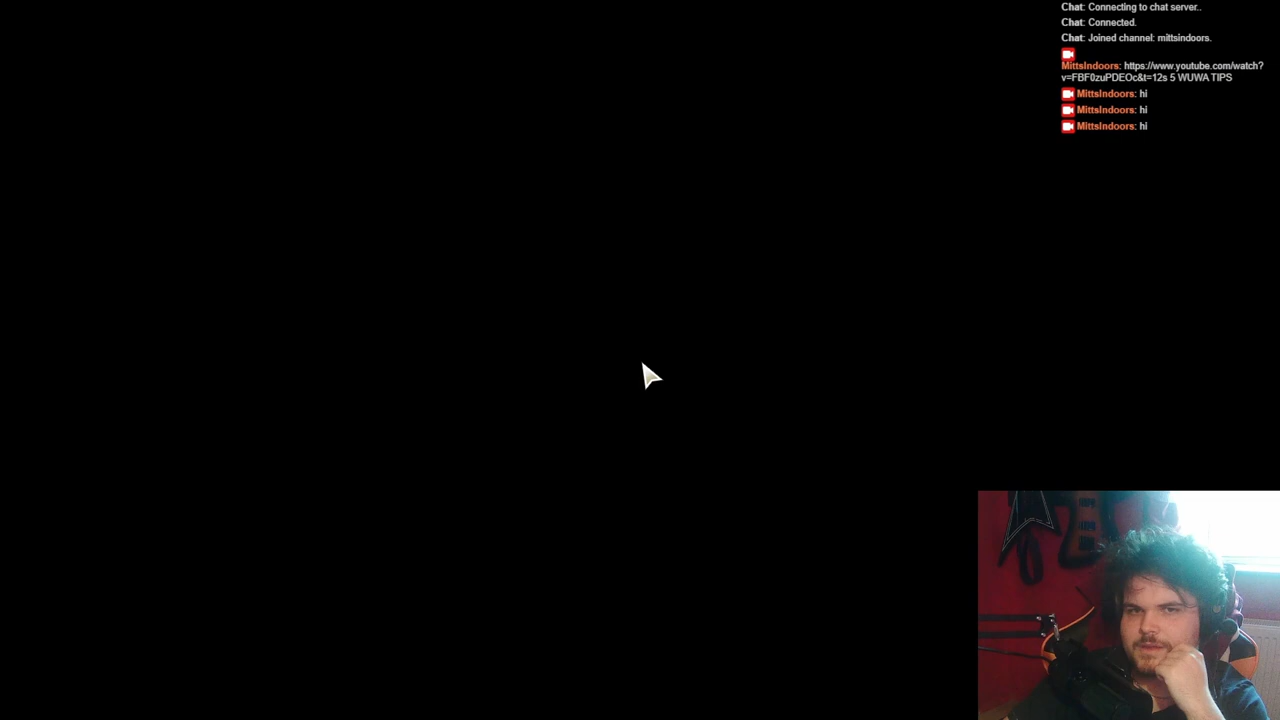 Chat: Connecting to chat server..
Chat: Connected.
Chat: Joined channel: mittsindoors.
MittsIndoors: https://www.youtube.com/watch?
v=FBF0zuPDEOc&t=12s 5 WUWA TIPS
MittsIndoors: hi
MittsIndoors: hi
MittsIndoors: hi